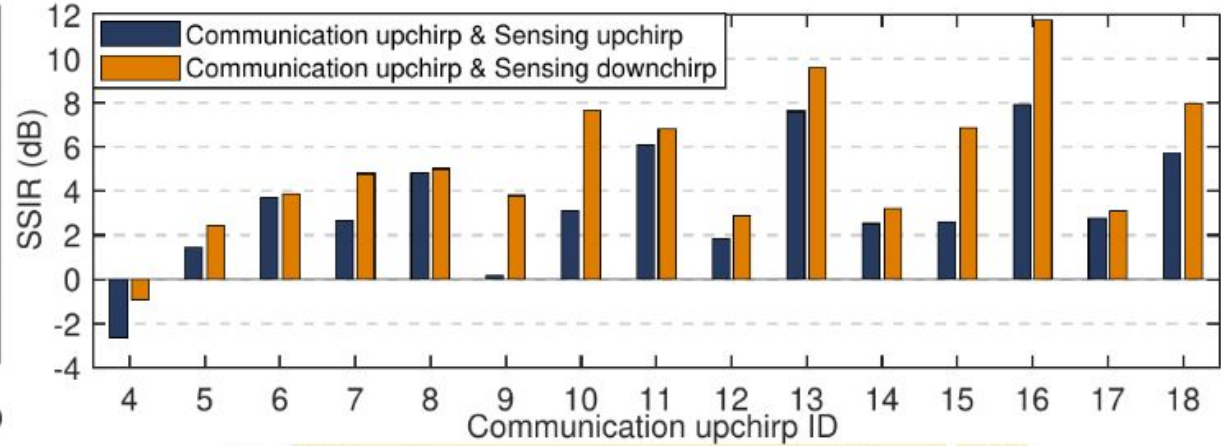 12
10
8
6
4
2
0
-2
-4
SSIR (dB)
Communication upchirp & Sensing upchirp
Communication upchirp & Sensing downchirp
4 5 6 7 8 9 10 11 12 13 14 15 16 17 18
Communication upchirp ID